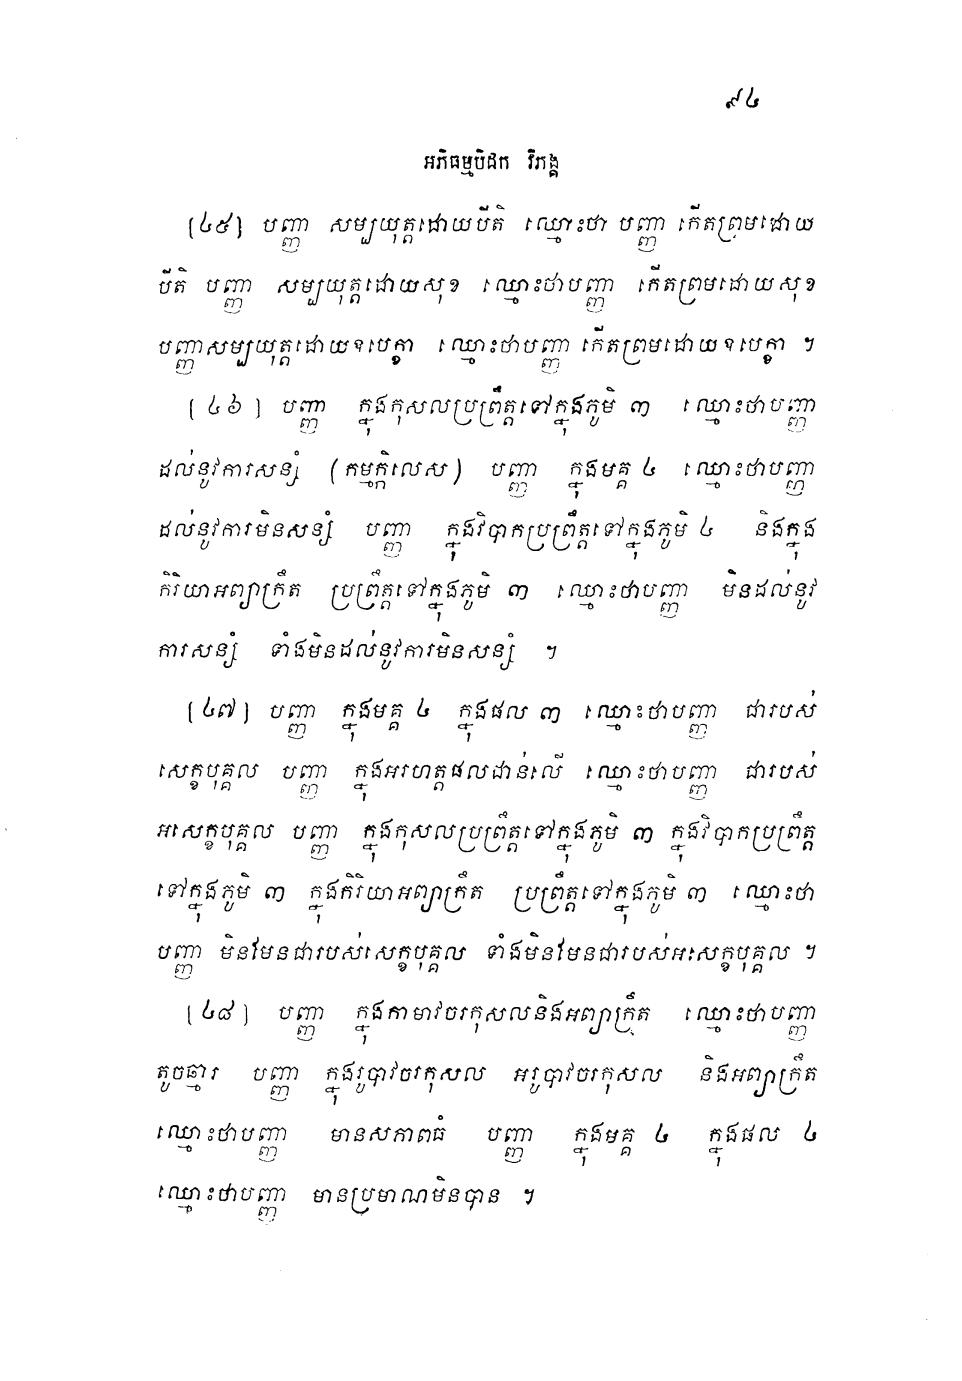 ៩៤
អភិធម្មបិដក វិភង្គ
[៤៥] បញ្ញា សម្បយុត្តដោយបីតិ ឈ្មោះថា បញ្ញា កើតព្រមដោយ
បីតិ បញ្ញា សម្បយុត្តដោយសុខ ឈ្មោះថាបញ្ញា កើតព្រមដោយសុខ
បញ្ញាសម្បយុត្តដោយឧបេក្ខា ឈ្មោះថាបញ្ញា កើតព្រមដោយឧបេក្ខា ។
[៤៦] បញ្ញា ក្នុងកុសលប្រព្រឹត្តទៅក្នុងភូមិ ៣ ឈ្មោះថាបញ្ញា
ដល់នូវការសន្សំ (កម្មក្កិលេស) បញ្ញា ក្នុងមគ្គ ៤ ឈ្មោះថាបញ្ញា
ដល់នូវការមិនសន្សំ បញ្ញា ក្នុងវិបាកប្រព្រឹត្តទៅក្នុងភូមិ ៤ និងក្នុង
កិរិយាអព្យាក្រឹត ប្រព្រឹត្តទៅក្នុងភូមិ ៣ ឈ្មោះថាបញ្ញា មិនដល់នូវ
ការសន្សំ ទាំងមិនដល់នូវការមិនសន្សំ ។
[៤៧] បញ្ញា ក្នុងមគ្គ ៤ ក្នុងផល ៣ ឈ្មោះថាបញ្ញា ជារបស់
សេក្ខបុគ្គល បញ្ញា ក្នុងអរហត្តផលជាន់លើ ឈ្មោះថាបញ្ញា ជារបស់
អសេក្ខបុគ្គល បញ្ញា ក្នុងកុសលប្រព្រឹត្តទៅក្នុងភូមិ ៣ ក្នុងវិបាកប្រព្រឹត្ត
ទៅក្នុងភូមិ ៣ ក្នុងកិរិយាអព្យាក្រឹត ប្រព្រឹត្តទៅក្នុងភូមិ ៣ ឈ្មោះថា
បញ្ញា មិនមែនជារបស់សេក្ខបុគ្គល ទាំងមិនមែនជារបស់អសេក្ខបុគ្គល ។
[៤៨] បញ្ញា ក្នុងកាមាវចរកុសលនិងអព្យាក្រឹត ឈ្មោះថាបញ្ញា
តូចឆ្មារ បញ្ញា ក្នុងរូបាវចរកុសល អរូបាវចរកុសល និងអព្យាក្រឹត
ឈ្មោះថាបញ្ញា មានសភាពធំ បញ្ញា ក្នុងមគ្គ ៤ ក្នុងផល ៤
ឈ្មោះថាបញ្ញា មានប្រមាណមិនបាន ។